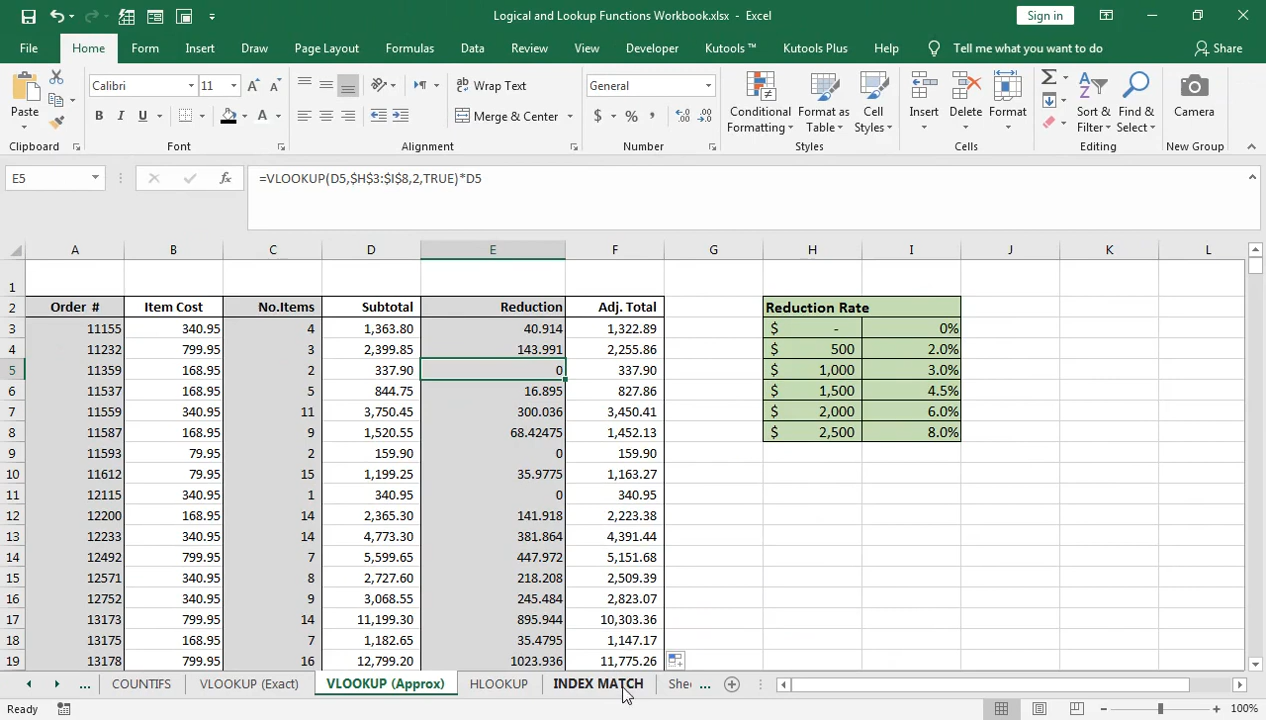 Logical and Lookup Functions Workbook.xlsx - Excel
Sign in
File Home Form Insert Draw Page Layout Formulas Data Review View Developer Kutools ™ Kutools Plus Help Tell me what you want to do Share
Calibri 11 Wrap Text General
Paste Merge & Center $ % , Conditional Formatting Format as Table Cell Styles Insert Delete Format Sort & Filter Find & Select Camera
Clipboard Font Alignment Number Styles Cells Editing New Group
E5 fx =VLOOKUP(D5,$H$3:$I$8,2,TRUE)*D5
A B C D E F G H I J K L
1
2 Order # Item Cost No.Items Subtotal Reduction Adj. Total Reduction Rate
3 11155 340.95 4 1,363.80 40.914 1,322.89 $ - 0%
4 11232 799.95 3 2,399.85 143.991 2,255.86 $ 500 2.0%
5 11359 168.95 2 337.90 0 337.90 $ 1,000 3.0%
6 11537 168.95 5 844.75 16.895 827.86 $ 1,500 4.5%
7 11559 340.95 11 3,750.45 300.036 3,450.41 $ 2,000 6.0%
8 11587 168.95 9 1,520.55 68.42475 1,452.13 $ 2,500 8.0%
9 11593 79.95 2 159.90 0 159.90
10 11612 79.95 15 1,199.25 35.9775 1,163.27
11 12115 340.95 1 340.95 0 340.95
12 12200 168.95 14 2,365.30 141.918 2,223.38
13 12233 340.95 14 4,773.30 381.864 4,391.44
14 12492 799.95 7 5,599.65 447.972 5,151.68
15 12571 340.95 8 2,727.60 218.208 2,509.39
16 12752 340.95 9 3,068.55 245.484 2,823.07
17 13173 799.95 14 11,199.30 895.944 10,303.36
18 13175 168.95 7 1,182.65 35.4795 1,147.17
19 13178 799.95 16 12,799.20 1023.936 11,775.26
... COUNTIFS VLOOKUP (Exact) VLOOKUP (Approx) HLOOKUP INDEX MATCH ...
Ready 100%